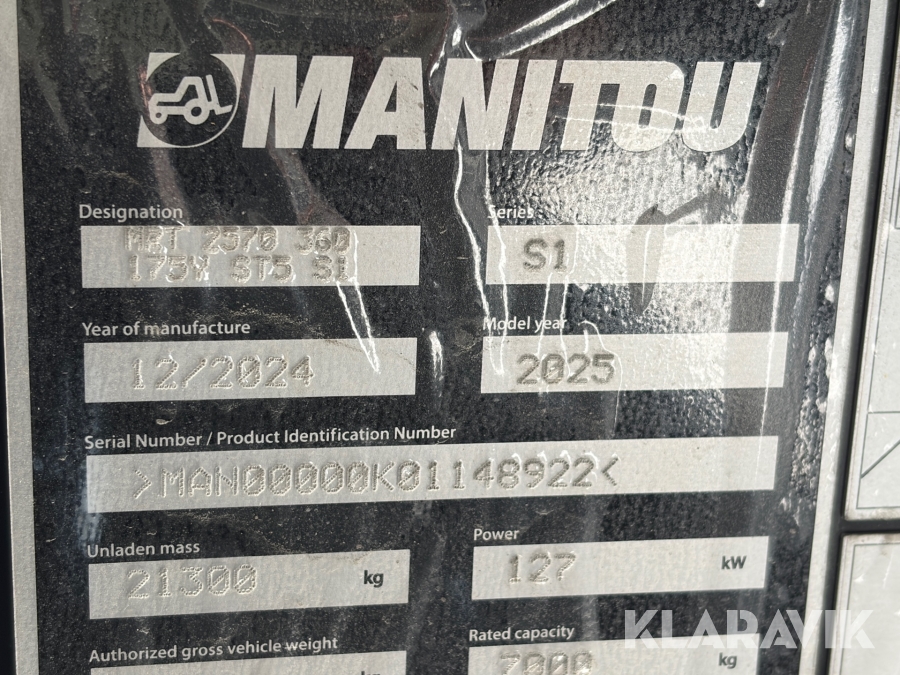 MANITOU
Designation
MRT 2570 360
175Y ST5 S1
Series
S1
Year of manufacture
12/2024
Model year
2025
Serial Number / Product Identification Number
>MAN00000K01148922<
Unladen mass
21300 kg
Power
127 kW
Authorized gross vehicle weight
kg
Rated capacity
7000 kg
KLARAVIK